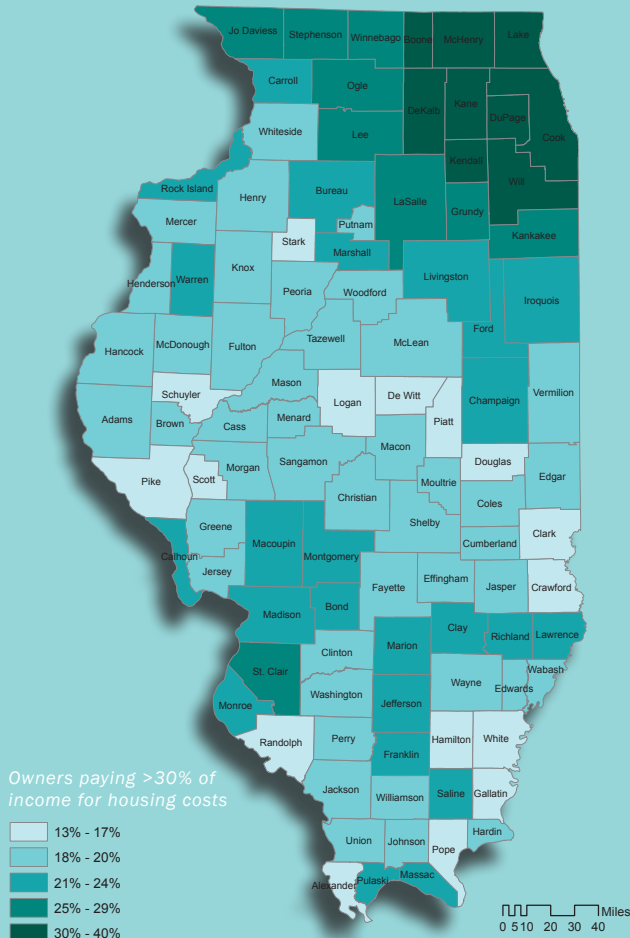 Jo Daviess
Stephenson
Winnebago
Boone
McHenry
Lake
Carroll
Ogle
DeKalb
Kane
DuPage
Cook
Whiteside
Lee
Kendall
Will
Rock Island
Henry
Bureau
LaSalle
Grundy
Mercer
Putnam
Kankakee
Stark
Marshall
Henderson
Warren
Knox
Peoria
Woodford
Livingston
Iroquois
Ford
Hancock
McDonough
Fulton
Tazewell
McLean
Schuyler
Mason
Logan
De Witt
Piatt
Champaign
Vermilion
Adams
Brown
Cass
Menard
Macon
Douglas
Pike
Scott
Morgan
Sangamon
Moultrie
Edgar
Christian
Coles
Greene
Shelby
Clark
Calhoun
Macoupin
Montgomery
Cumberland
Jersey
Fayette
Effingham
Jasper
Crawford
Madison
Bond
Clay
Richland
Lawrence
St. Clair
Clinton
Marion
Wabash
Monroe
Washington
Jefferson
Wayne
Edwards
Randolph
Perry
Hamilton
White
Franklin
Jackson
Williamson
Saline
Gallatin
Union
Johnson
Pope
Hardin
Alexander
Pulaski
Massac
Owners paying >30% of
income for housing costs
13% - 17%
18% - 20%
21% - 24%
25% - 29%
30% - 40%
Miles
0 5 10 20 30 40